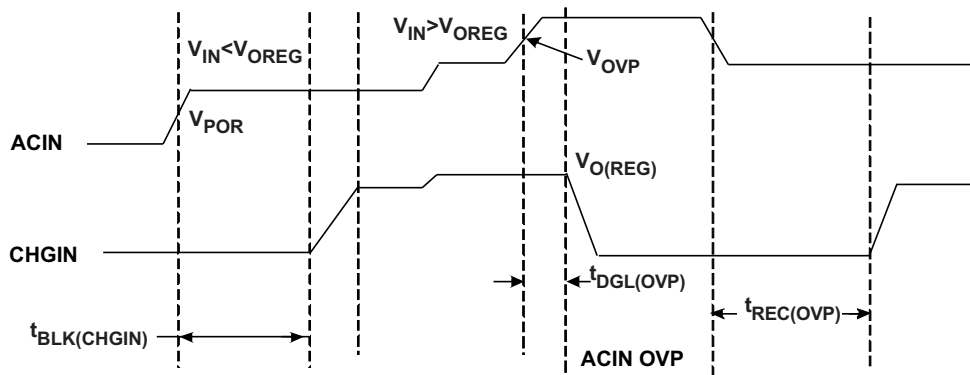 V_IN<V_OREG
V_IN>V_OREG
V_OVP
V_POR
ACIN
V_O(REG)
CHGIN
t_DGL(OVP)
t_REC(OVP)
t_BLK(CHGIN)
ACIN OVP